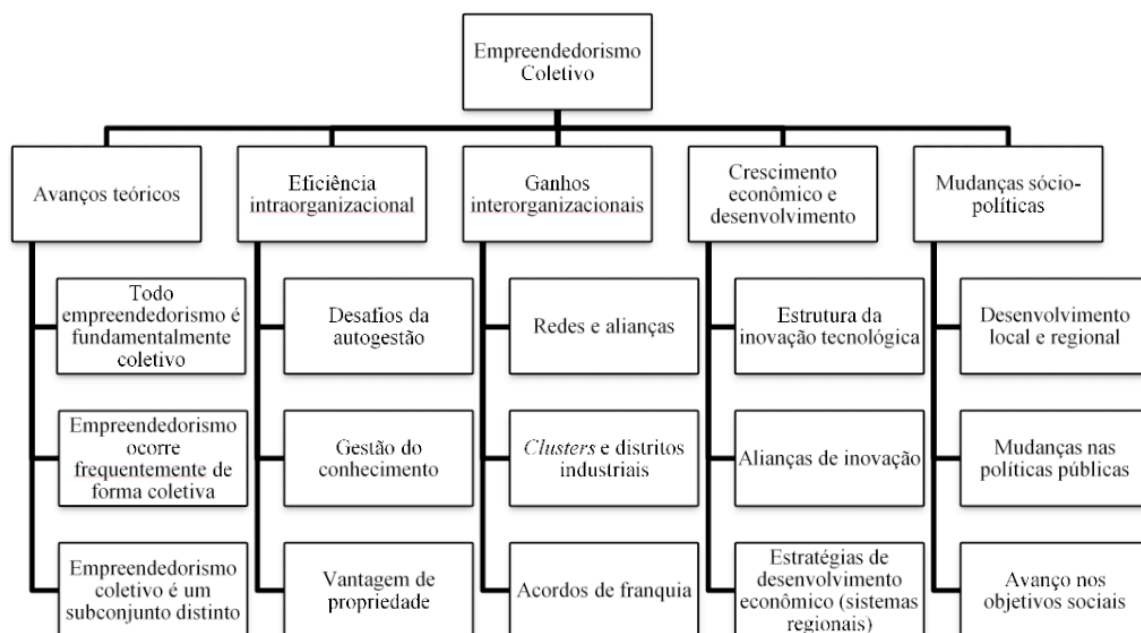 Empreendedorismo
Coletivo
Avanços teóricos
Eficiência
intraorganizacional
Ganhos
interorganizacionais
Crescimento
econômico e
desenvolvimento
Mudanças sócio-
políticas
Todo
empreendedorismo é
fundamentalmente
coletivo
Desafios da
autogestão
Redes e alianças
Estrutura da
inovação tecnológica
Desenvolvimento
local e regional
Empreendedorismo
ocorre
frequentemente de
forma coletiva
Gestão do
conhecimento
Clusters e distritos
industriais
Alianças de inovação
Mudanças nas
políticas públicas
Empreendedorismo
coletivo é um
subconjunto distinto
Vantagem de
propriedade
Acordos de franquia
Estratégias de
desenvolvimento
econômico (sistemas
regionais)
Avanço nos
objetivos sociais